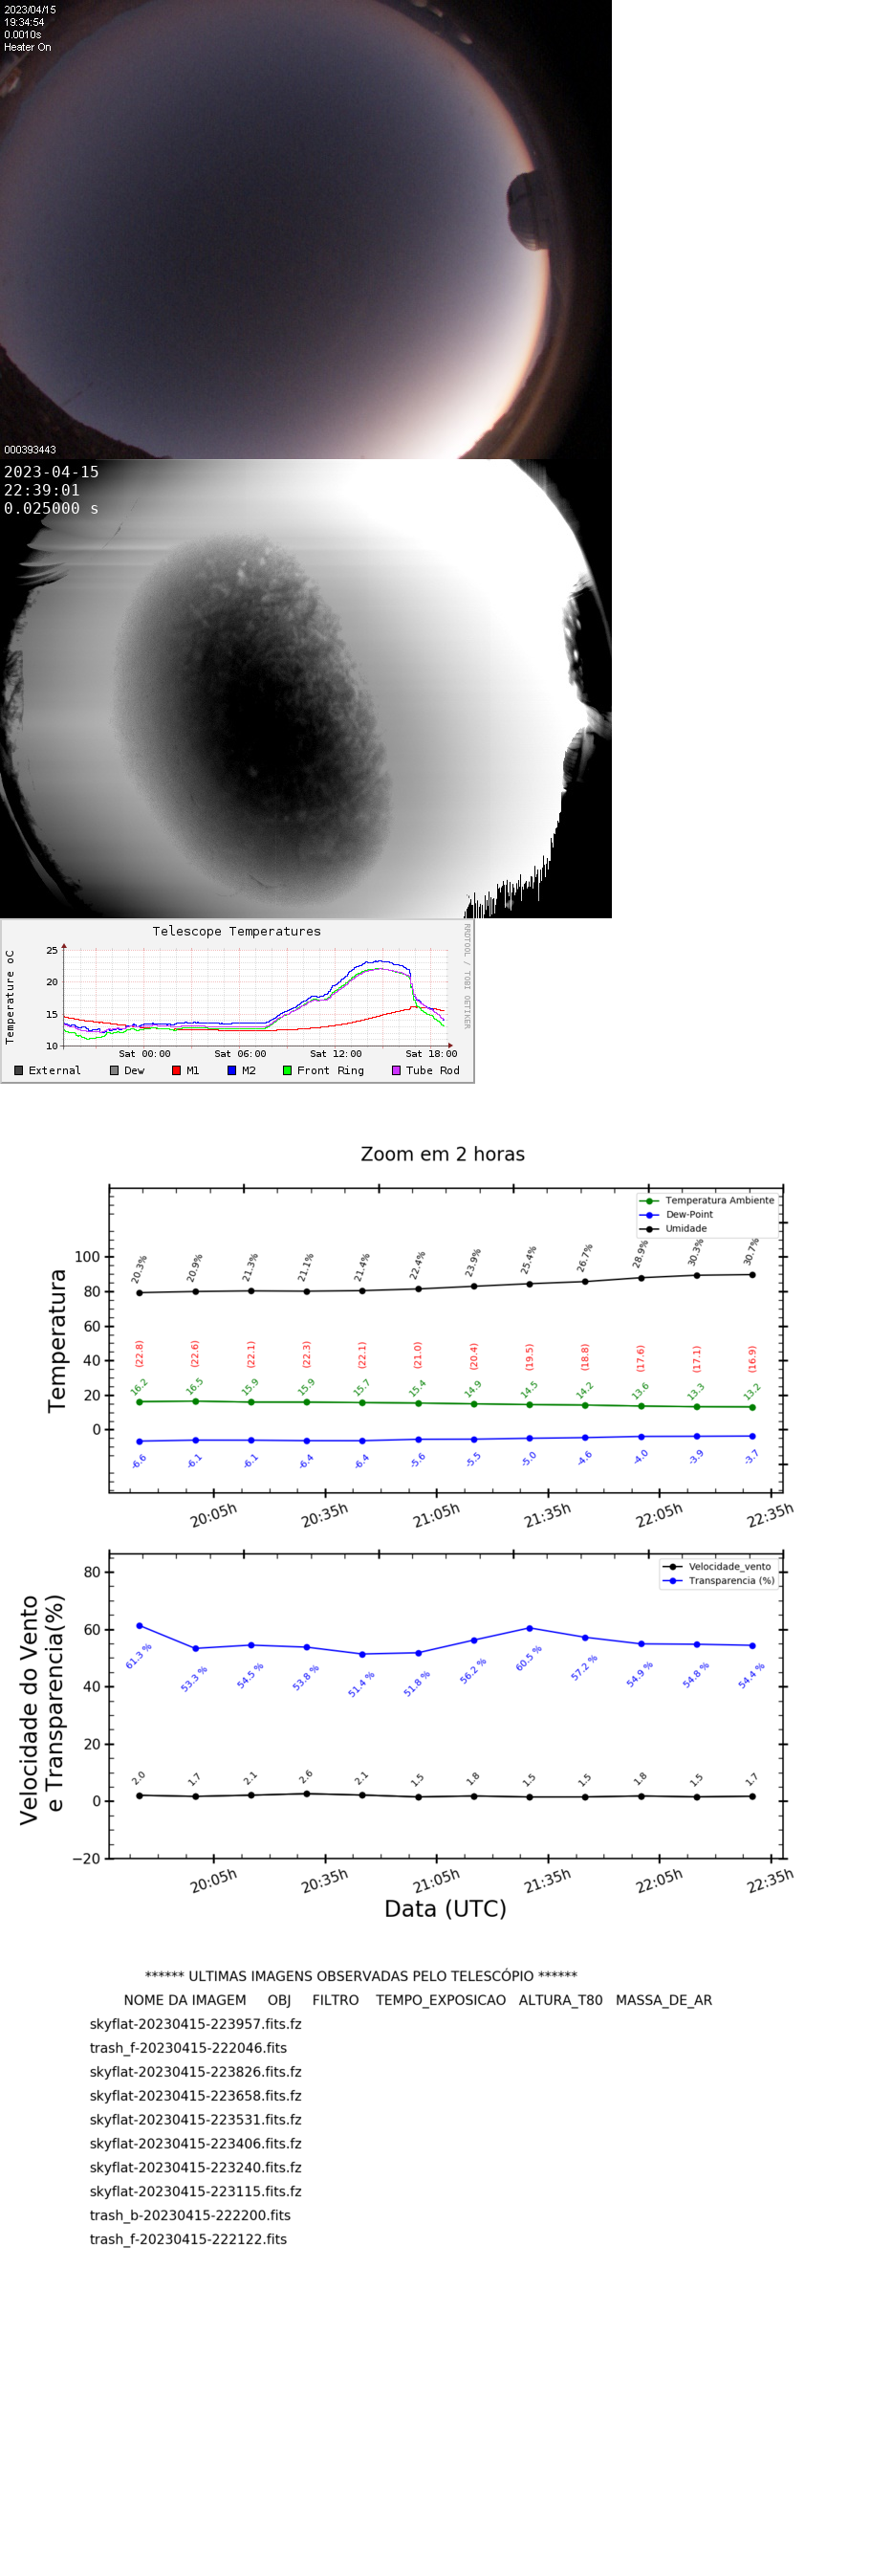 2023/04/15
19:34:54
0.0010s
Heater On
000393443
2023-04-15
22:39:01
0.025000 s
Telescope Temperatures
RRDTOOL / TOBI OETIKER
Temperature oC
25
20
15
10
Sat 00:00 Sat 06:00 Sat 12:00 Sat 18:00
External Dew M1 M2 Front Ring Tube Rod
Zoom em 2 horas
Temperatura Ambiente
Dew-Point
Umidade
Temperatura
100
80
60
40
20
0
20.3% 20.9% 21.3% 21.1% 21.4% 22.4% 23.9% 25.4% 26.7% 28.9% 30.3% 30.7%
(22.8) (22.6) (22.1) (22.3) (22.1) (21.0) (20.4) (19.5) (18.8) (17.6) (17.1) (16.9)
16.2 16.5 15.9 15.9 15.7 15.4 14.9 14.5 14.2 13.6 13.3 13.2
-6.6 -6.1 -6.1 -6.4 -6.4 -5.6 -5.5 -5.0 -4.6 -4.0 -3.9 -3.7
20:05h 20:35h 21:05h 21:35h 22:05h 22:35h
Velocidade_vento
Transparencia (%)
Velocidade do Vento
e Transparencia(%)
80
60
40
20
0
−20
61.3 % 53.3 % 54.5 % 53.8 % 51.4 % 51.8 % 56.2 % 60.5 % 57.2 % 54.9 % 54.8 % 54.4 %
2.0 1.7 2.1 2.6 2.1 1.5 1.8 1.5 1.5 1.8 1.5 1.7
20:05h 20:35h 21:05h 21:35h 22:05h 22:35h
Data (UTC)
****** ULTIMAS IMAGENS OBSERVADAS PELO TELESCÓPIO ******
NOME DA IMAGEM OBJ FILTRO TEMPO_EXPOSICAO ALTURA_T80 MASSA_DE_AR
skyflat-20230415-223957.fits.fz
trash_f-20230415-222046.fits
skyflat-20230415-223826.fits.fz
skyflat-20230415-223658.fits.fz
skyflat-20230415-223531.fits.fz
skyflat-20230415-223406.fits.fz
skyflat-20230415-223240.fits.fz
skyflat-20230415-223115.fits.fz
trash_b-20230415-222200.fits
trash_f-20230415-222122.fits